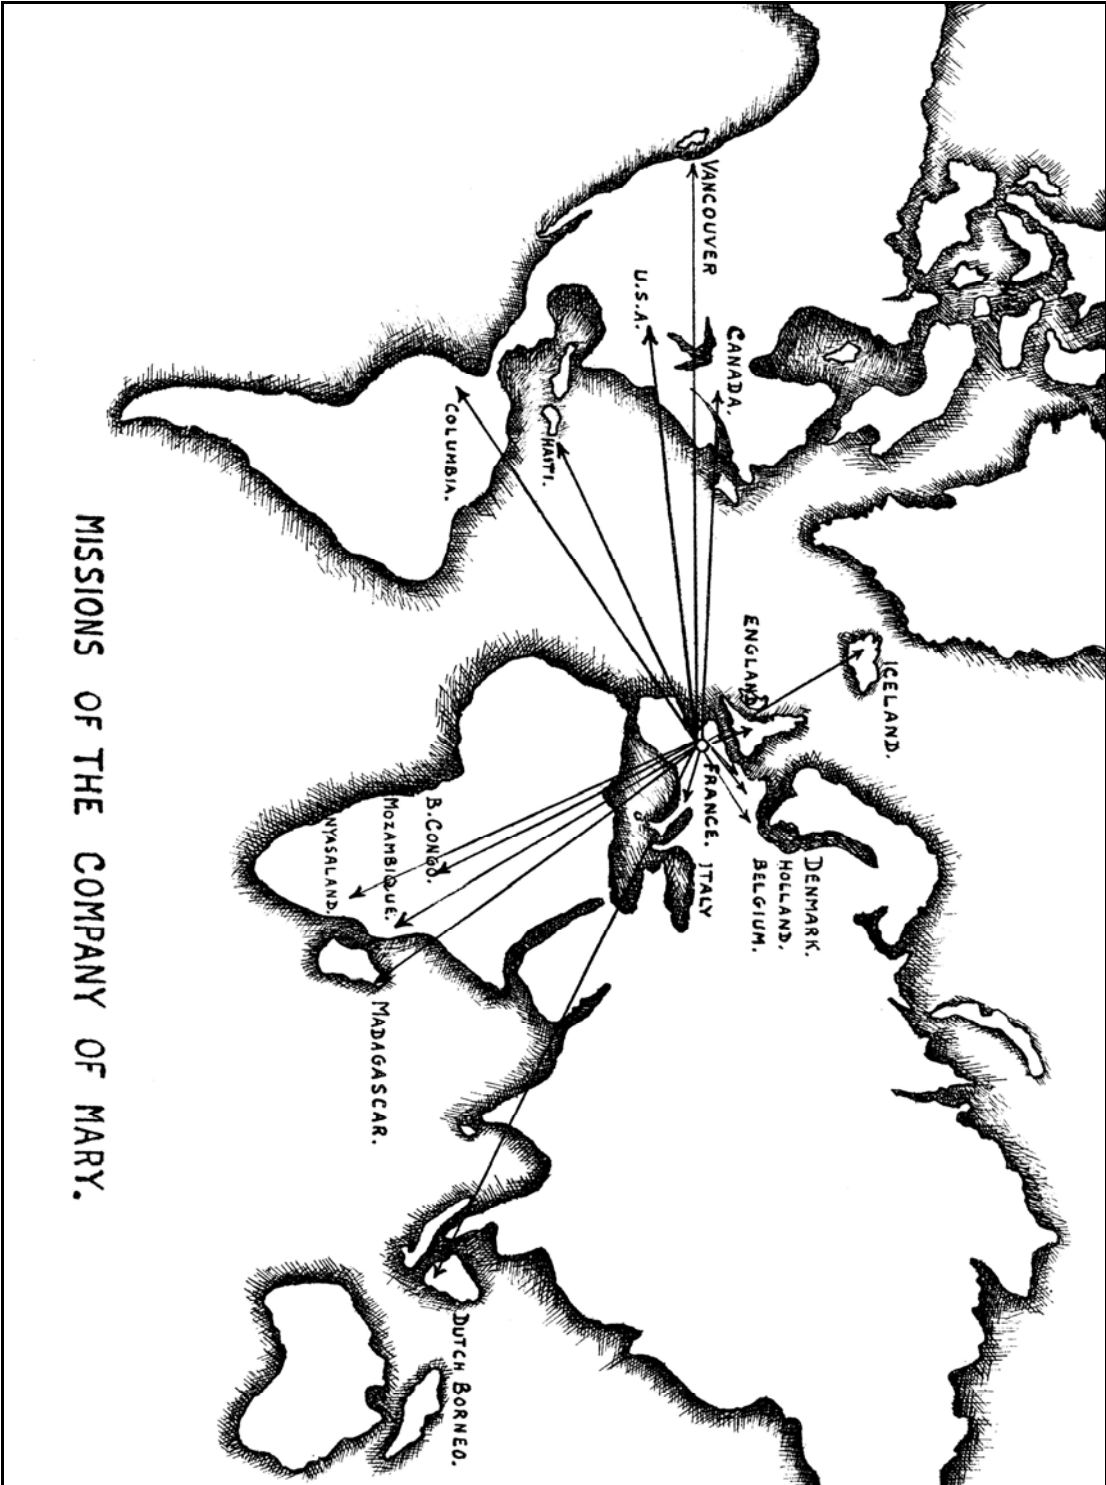 VANCOUVER
U.S.A.
CANADA.
COLUMBIA.
HAITI.
ICELAND.
ENGLAND
FRANCE.
ITALY
DENMARK.
HOLLAND.
BELGIUM.
B. CONGO.
MOZAMBIQUE.
NYASALAND.
MADAGASCAR.
DUTCH BORNEO.
MISSIONS OF THE COMPANY OF MARY.